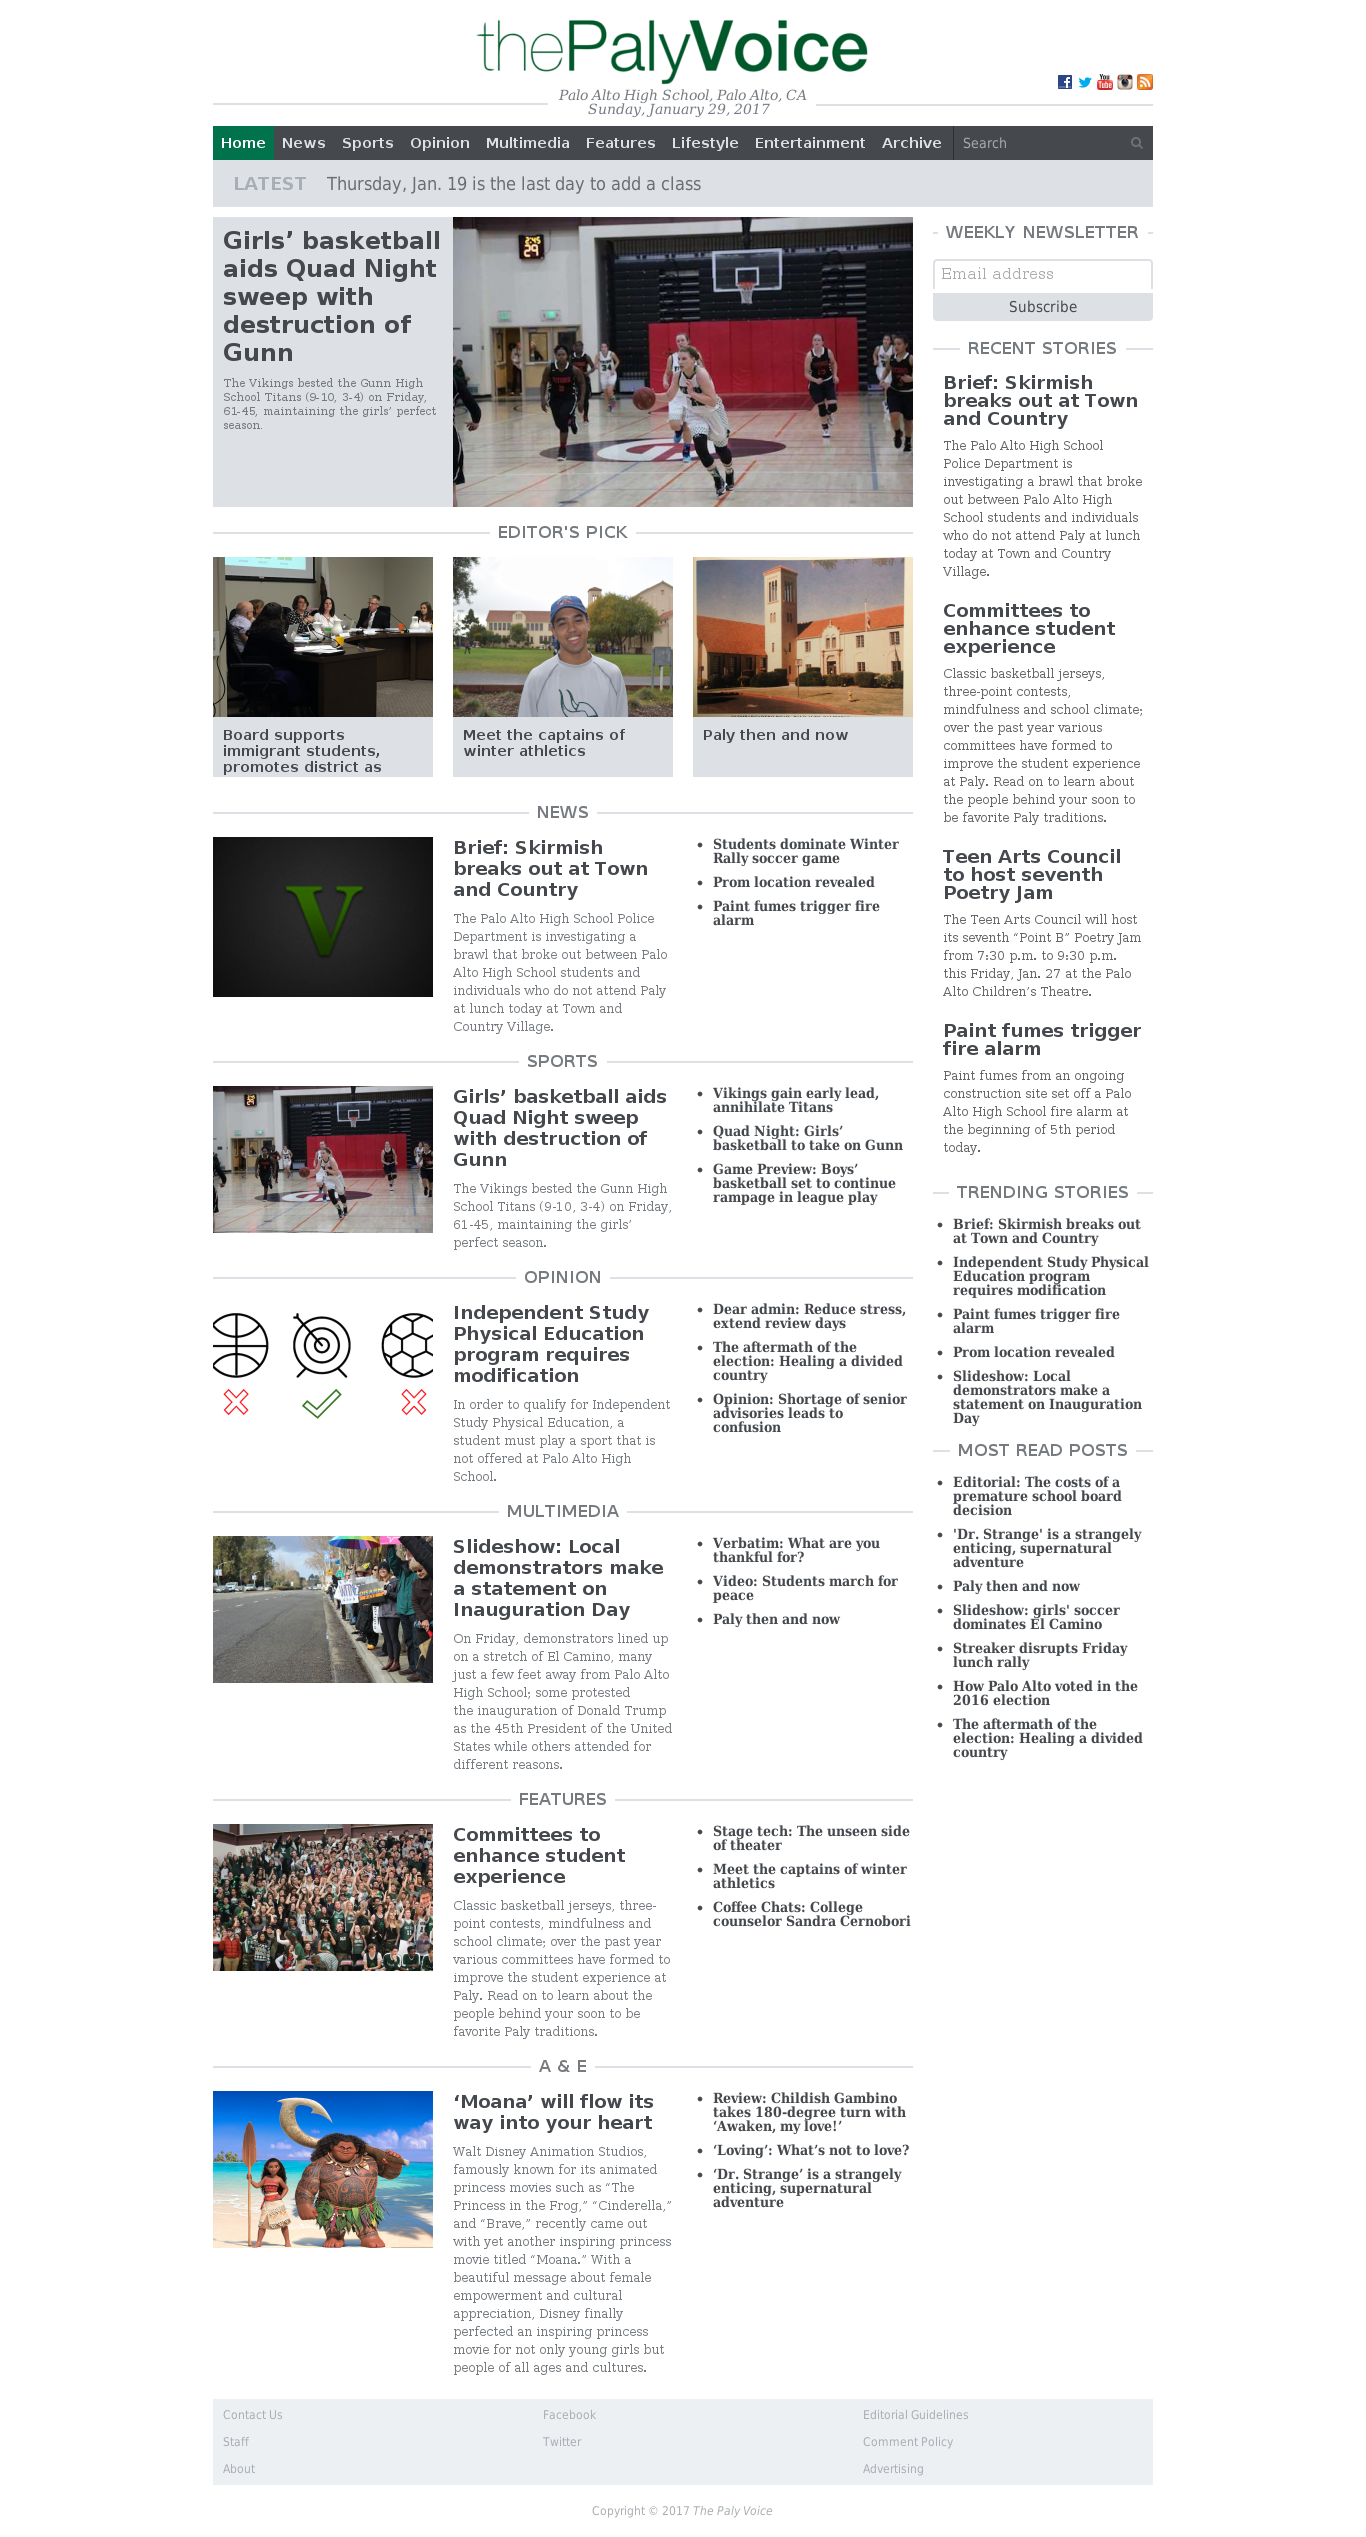 thePalyVoice
Palo Alto High School, Palo Alto, CA
Sunday, January 29, 2017
Home News Sports Opinion Multimedia Features Lifestyle Entertainment Archive Search
LATEST Thursday, Jan. 19 is the last day to add a class
Girls’ basketball
aids Quad Night
sweep with
destruction of
Gunn
The Vikings bested the Gunn High
School Titans (9-10, 3-4) on Friday,
61-45, maintaining the girls’ perfect
season.
EDITOR'S PICK
Board supports
immigrant students,
promotes district as
Meet the captains of
winter athletics
Paly then and now
NEWS
V
Brief: Skirmish
breaks out at Town
and Country
The Palo Alto High School Police
Department is investigating a
brawl that broke out between Palo
Alto High School students and
individuals who do not attend Paly
at lunch today at Town and
Country Village.
• Students dominate Winter
Rally soccer game
• Prom location revealed
• Paint fumes trigger fire
alarm
SPORTS
Girls’ basketball aids
Quad Night sweep
with destruction of
Gunn
The Vikings bested the Gunn High
School Titans (9-10, 3-4) on Friday,
61-45, maintaining the girls’
perfect season.
• Vikings gain early lead,
annihilate Titans
• Quad Night: Girls’
basketball to take on Gunn
• Game Preview: Boys’
basketball set to continue
rampage in league play
OPINION
Independent Study
Physical Education
program requires
modification
In order to qualify for Independent
Study Physical Education, a
student must play a sport that is
not offered at Palo Alto High
School.
• Dear admin: Reduce stress,
extend review days
• The aftermath of the
election: Healing a divided
country
• Opinion: Shortage of senior
advisories leads to
confusion
MULTIMEDIA
Slideshow: Local
demonstrators make
a statement on
Inauguration Day
On Friday, demonstrators lined up
on a stretch of El Camino, many
just a few feet away from Palo Alto
High School; some protested
the inauguration of Donald Trump
as the 45th President of the United
States while others attended for
different reasons.
• Verbatim: What are you
thankful for?
• Video: Students march for
peace
• Paly then and now
FEATURES
Committees to
enhance student
experience
Classic basketball jerseys, three-
point contests, mindfulness and
school climate; over the past year
various committees have formed to
improve the student experience at
Paly. Read on to learn about the
people behind your soon to be
favorite Paly traditions.
• Stage tech: The unseen side
of theater
• Meet the captains of winter
athletics
• Coffee Chats: College
counselor Sandra Cernobori
A & E
‘Moana’ will flow its
way into your heart
Walt Disney Animation Studios,
famously known for its animated
princess movies such as “The
Princess in the Frog,” “Cinderella,”
and “Brave,” recently came out
with yet another inspiring princess
movie titled “Moana.” With a
beautiful message about female
empowerment and cultural
appreciation, Disney finally
perfected an inspiring princess
movie for not only young girls but
people of all ages and cultures.
• Review: Childish Gambino
takes 180-degree turn with
‘Awaken, my love!’
• ‘Loving’: What’s not to love?
• ‘Dr. Strange’ is a strangely
enticing, supernatural
adventure
WEEKLY NEWSLETTER
Email address
Subscribe
RECENT STORIES
Brief: Skirmish
breaks out at Town
and Country
The Palo Alto High School
Police Department is
investigating a brawl that broke
out between Palo Alto High
School students and individuals
who do not attend Paly at lunch
today at Town and Country
Village.
Committees to
enhance student
experience
Classic basketball jerseys,
three-point contests,
mindfulness and school climate;
over the past year various
committees have formed to
improve the student experience
at Paly. Read on to learn about
the people behind your soon to
be favorite Paly traditions.
Teen Arts Council
to host seventh
Poetry Jam
The Teen Arts Council will host
its seventh “Point B” Poetry Jam
from 7:30 p.m. to 9:30 p.m.
this Friday, Jan. 27 at the Palo
Alto Children’s Theatre.
Paint fumes trigger
fire alarm
Paint fumes from an ongoing
construction site set off a Palo
Alto High School fire alarm at
the beginning of 5th period
today.
TRENDING STORIES
• Brief: Skirmish breaks out
at Town and Country
• Independent Study Physical
Education program
requires modification
• Paint fumes trigger fire
alarm
• Prom location revealed
• Slideshow: Local
demonstrators make a
statement on Inauguration
Day
MOST READ POSTS
• Editorial: The costs of a
premature school board
decision
• 'Dr. Strange' is a strangely
enticing, supernatural
adventure
• Paly then and now
• Slideshow: girls' soccer
dominates El Camino
• Streaker disrupts Friday
lunch rally
• How Palo Alto voted in the
2016 election
• The aftermath of the
election: Healing a divided
country
Contact Us Facebook Editorial Guidelines
Staff Twitter Comment Policy
About Advertising
Copyright © 2017 The Paly Voice